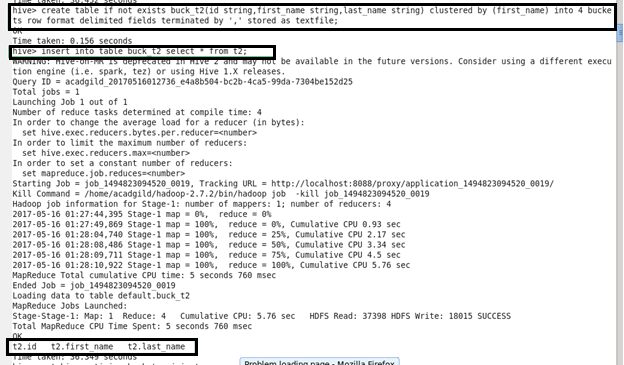 hive> create table if not exists buck_t2(id string,first_name string,last_name string) clustered by (first_name) into 4 bucke
ts row format delimited fields terminated by ',' stored as textfile;
OK
Time taken: 0.156 seconds
hive> insert into table buck_t2 select * from t2;
WARNING: Hive-on-MR is deprecated in Hive 2 and may not be available in the future versions. Consider using a different execu
tion engine (i.e. spark, tez) or using Hive 1.X releases.
Query ID = acadgild_20170516012736_e4a8b504-bc2b-4ca5-99da-7304be152d25
Total jobs = 1
Launching Job 1 out of 1
Number of reduce tasks determined at compile time: 4
In order to change the average load for a reducer (in bytes):
set hive.exec.reducers.bytes.per.reducer=<number>
In order to limit the maximum number of reducers:
set hive.exec.reducers.max=<number>
In order to set a constant number of reducers:
set mapreduce.job.reduces=<number>
Starting Job = job_1494823094520_0019, Tracking URL = http://localhost:8088/proxy/application_1494823094520_0019/
Kill Command = /home/acadgild/hadoop-2.7.2/bin/hadoop job  -kill job_1494823094520_0019
Hadoop job information for Stage-1: number of mappers: 1; number of reducers: 4
2017-05-16 01:27:44,395 Stage-1 map = 0%,  reduce = 0%
2017-05-16 01:27:49,869 Stage-1 map = 100%,  reduce = 0%, Cumulative CPU 0.93 sec
2017-05-16 01:28:04,740 Stage-1 map = 100%,  reduce = 25%, Cumulative CPU 2.17 sec
2017-05-16 01:28:08,486 Stage-1 map = 100%,  reduce = 50%, Cumulative CPU 3.34 sec
2017-05-16 01:28:09,711 Stage-1 map = 100%,  reduce = 75%, Cumulative CPU 4.5 sec
2017-05-16 01:28:10,922 Stage-1 map = 100%,  reduce = 100%, Cumulative CPU 5.76 sec
MapReduce Total cumulative CPU time: 5 seconds 760 msec
Ended Job = job_1494823094520_0019
Loading data to table default.buck_t2
MapReduce Jobs Launched:
Stage-Stage-1: Map: 1  Reduce: 4   Cumulative CPU: 5.76 sec   HDFS Read: 37398 HDFS Write: 18015 SUCCESS
Total MapReduce CPU Time Spent: 5 seconds 760 msec
OK
t2.id   t2.first_name   t2.last_name
Time taken: 36.349 seconds
Problem loading page - Mozilla Firefox